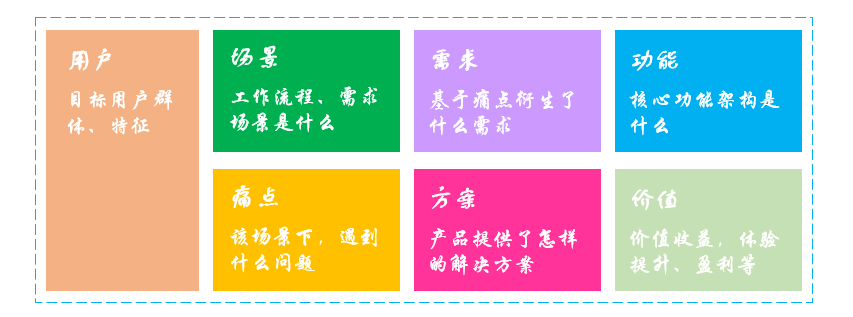 用户
目标用户群
体、特征
场景
工作流程、需求
场景是什么
痛点
该场景下，遇到
什么问题
需求
基于痛点衍生了
什么需求
方案
产品提供了怎样
的解决方案
功能
核心功能架构是
什么
价值
价值收益，体验
提升、盈利等